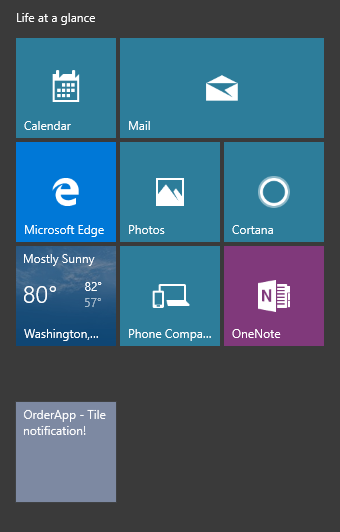 Life at a glance
Calendar
Mail
Microsoft Edge
Photos
Cortana
Mostly Sunny
80°
82°
57°
Washington,...
Phone Compa...
N
OneNote
OrderApp - Tile
notification!